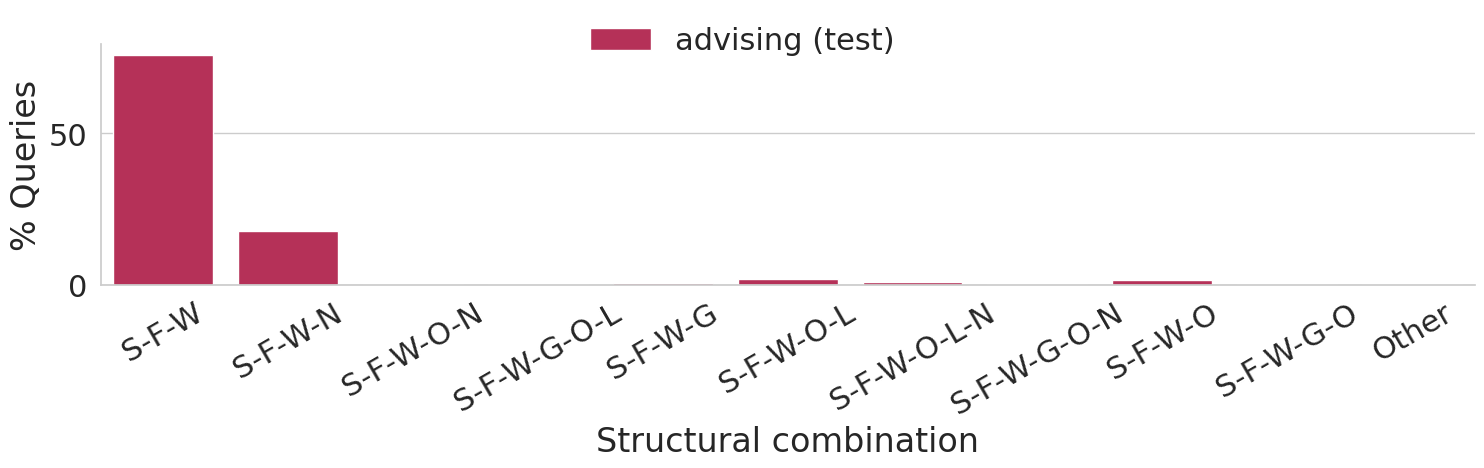 advising (test)
% Queries
50
0
S-F-W
S-F-W-N
S-F-W-O-N
S-F-W-G-O-L
S-F-W-G
S-F-W-O-L
S-F-W-O-L-N
S-F-W-G-O-N
S-F-W-O
S-F-W-G-O
Other
Structural combination